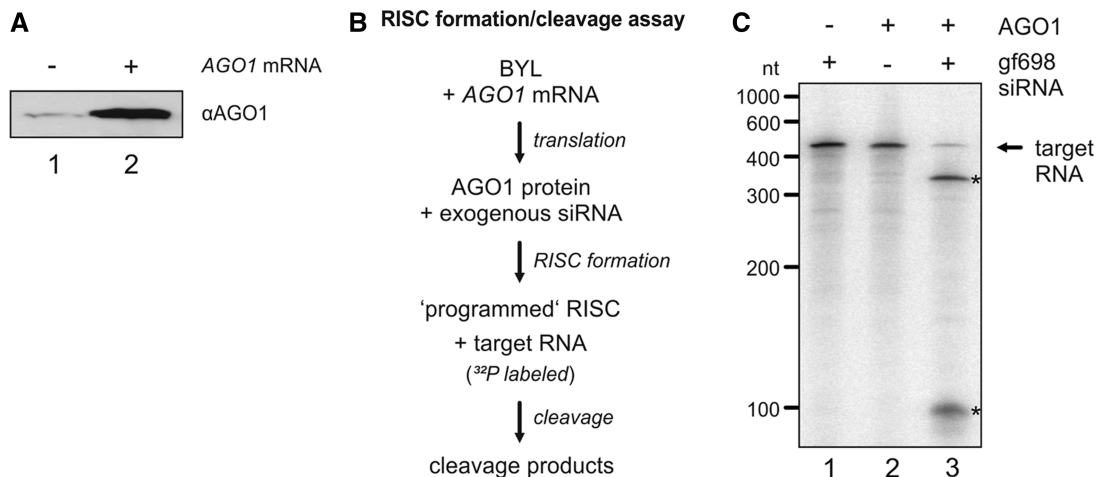 A
- + AGO1 mRNA
αAGO1
1 2
B RISC formation/cleavage assay
BYL
+ AGO1 mRNA
translation
AGO1 protein
+ exogenous siRNA
RISC formation
‘programmed‘ RISC
+ target RNA
(³²P labeled)
cleavage
cleavage products
C
- + + AGO1
+ - + gf698
siRNA
nt
1000
600
400
300
200
100
target
RNA
*
*
1 2 3